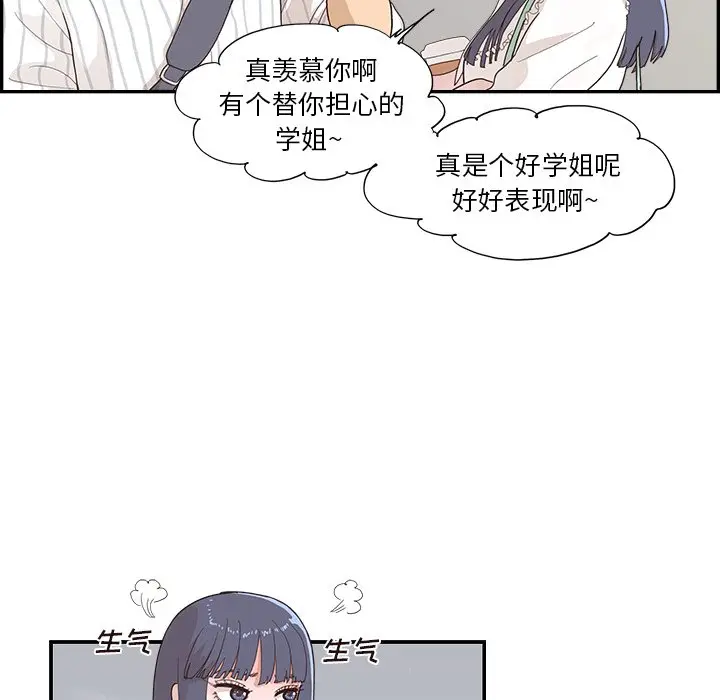 真羡慕你啊
有个替你担心的
学姐~
真是个好学姐呢
好好表现啊~
生气
生气